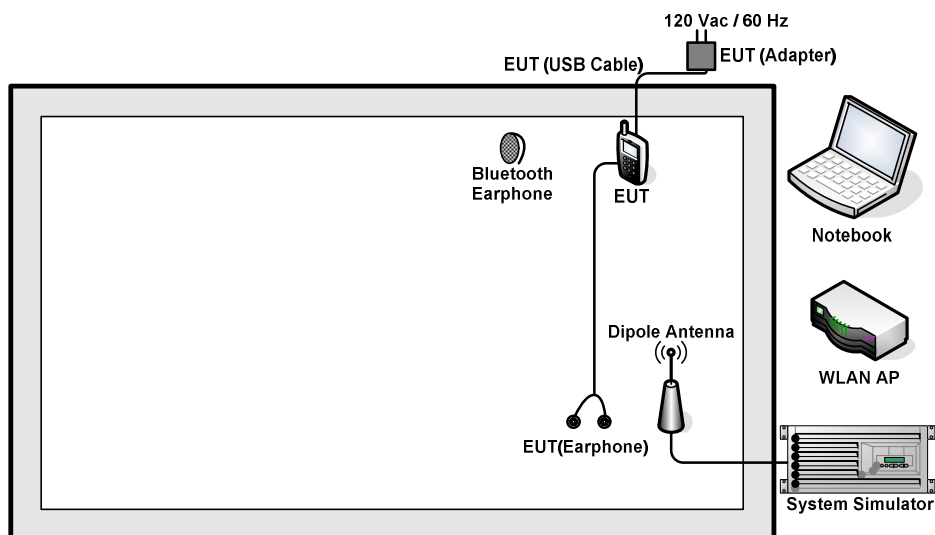 120 Vac / 60 Hz
EUT (Adapter)
EUT (USB Cable)
Bluetooth
Earphone
EUT
Notebook
Dipole Antenna
WLAN AP
EUT(Earphone)
System Simulator